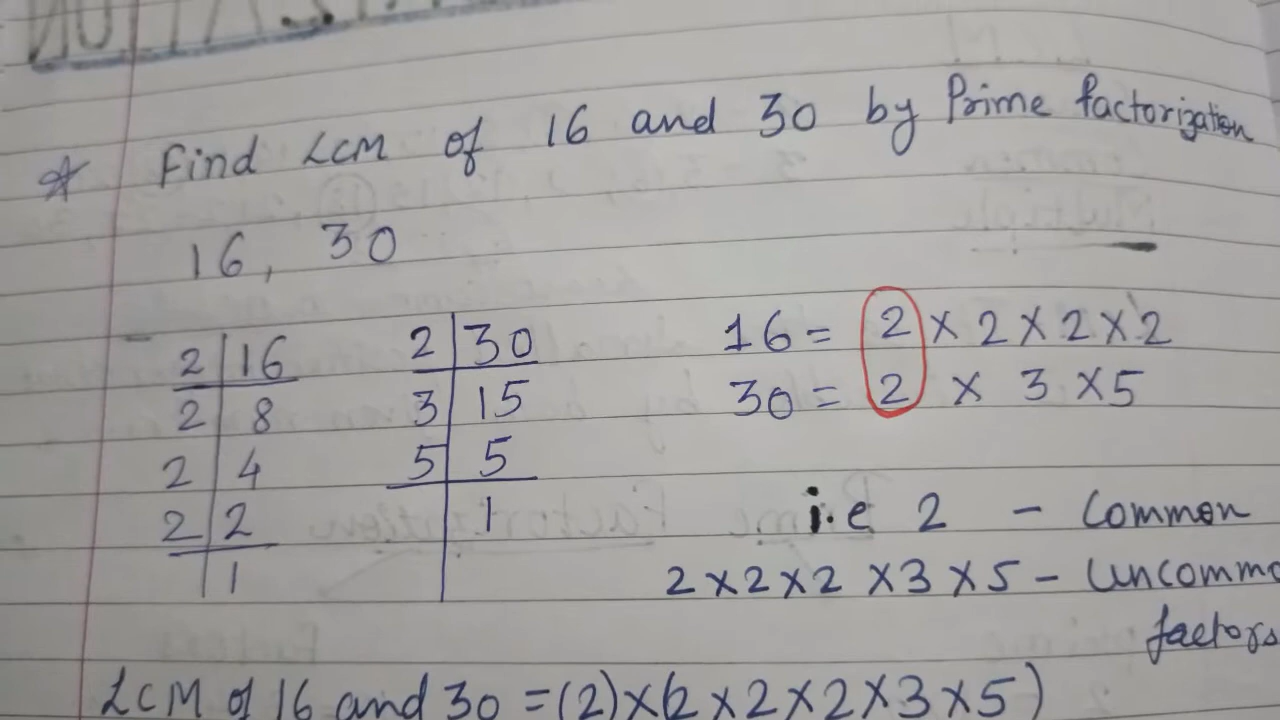 * Find LCM of 16 and 30 by Prime factorization
16, 30
2 | 16
2 | 8
2 | 4
2 | 2
1
2 | 30
3 | 15
5 | 5
1
16 = 2 × 2 × 2 × 2
30 = 2 × 3 × 5
i.e 2 - Common
2 × 2 × 2 × 3 × 5 - Uncommo
factors
LCM of 16 and 30 = (2) × (2 × 2 × 2 × 3 × 5)